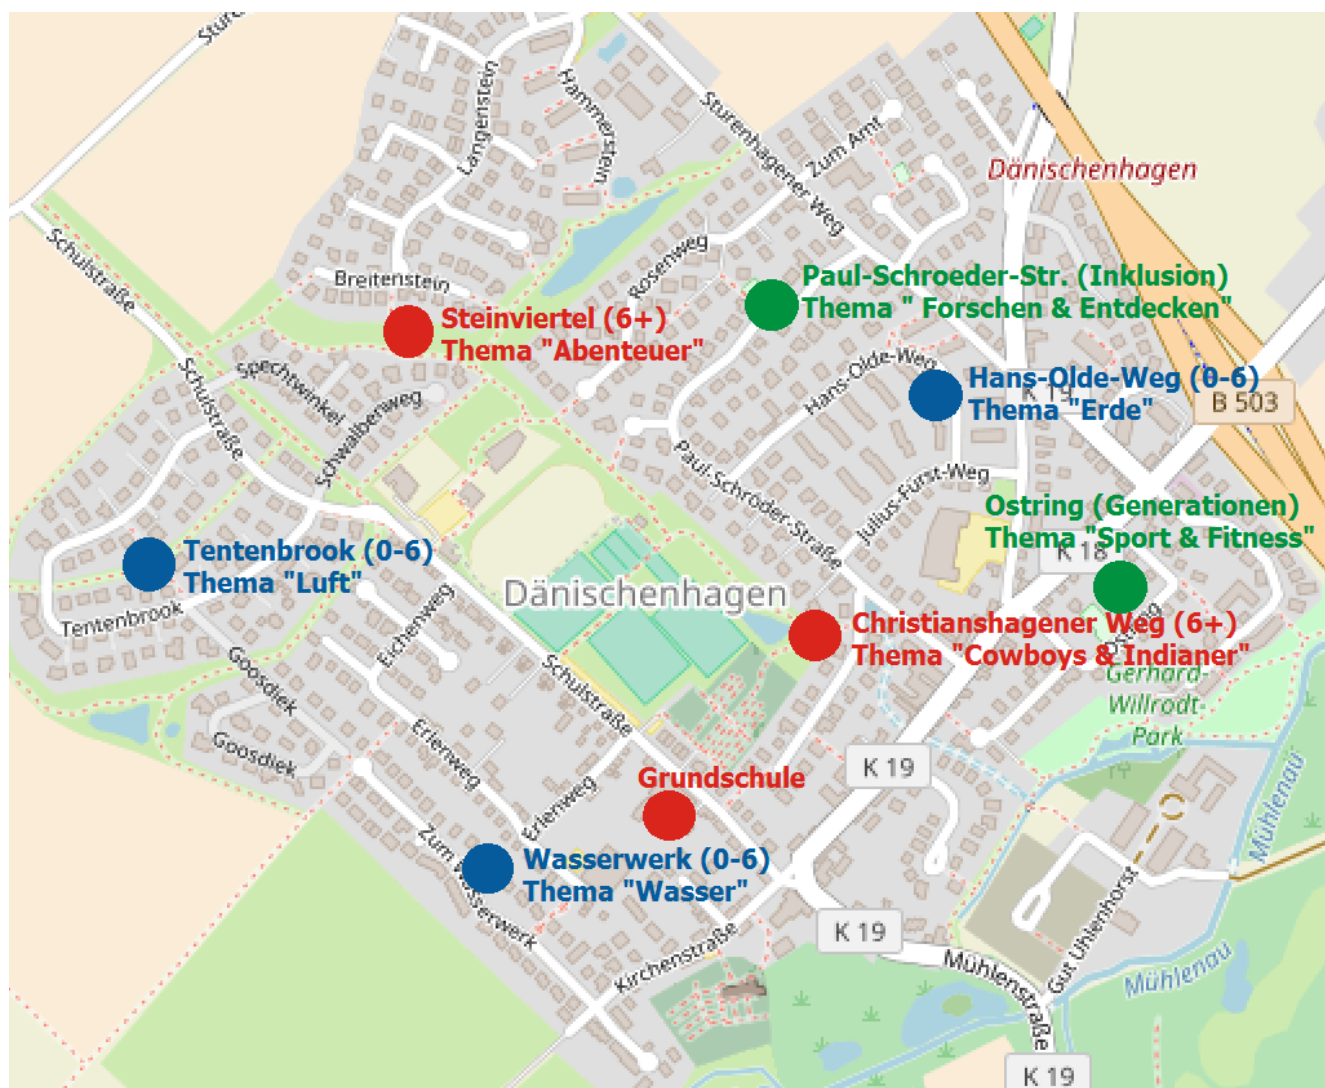 Sturenhagener Weg
Langenstein
Hammerstein
Zum Amt
Dänischenhagen
Schulstraße
Breitenstein
Rosenweg
Paul-Schroeder-Str. (Inklusion)
Thema " Forschen & Entdecken"
Steinviertel (6+)
Thema "Abenteuer"
Spechtwinkel
Schwalberweg
Schulstraße
Hans-Olde-Weg
Hans-Olde-Weg (0-6)
Thema "Erde"
K 19
B 503
Paul-Schröder-Straße
Julius-Fürst-Weg
Ostring (Generationen)
Thema "Sport & Fitness"
K 18
Tentenbrook (0-6)
Thema "Luft"
Tentenbrook
Eichenweg
Dänischenhagen
Christianshagener Weg (6+)
Thema "Cowboys & Indianer"
Ostring
Gerhard-
Willrodt-
Park
Goosdiek
Goosdiek
Schulstraße
Erlenweg
Erlenweg
K 19
Grundschule
Mühlenau
Wasserwerk (0-6)
Thema "Wasser"
Zum Wasserwerk
Kirchenstraße
K 19
Mühlenstraße
Gut Uhlenhorst
Mühlenau
K 19